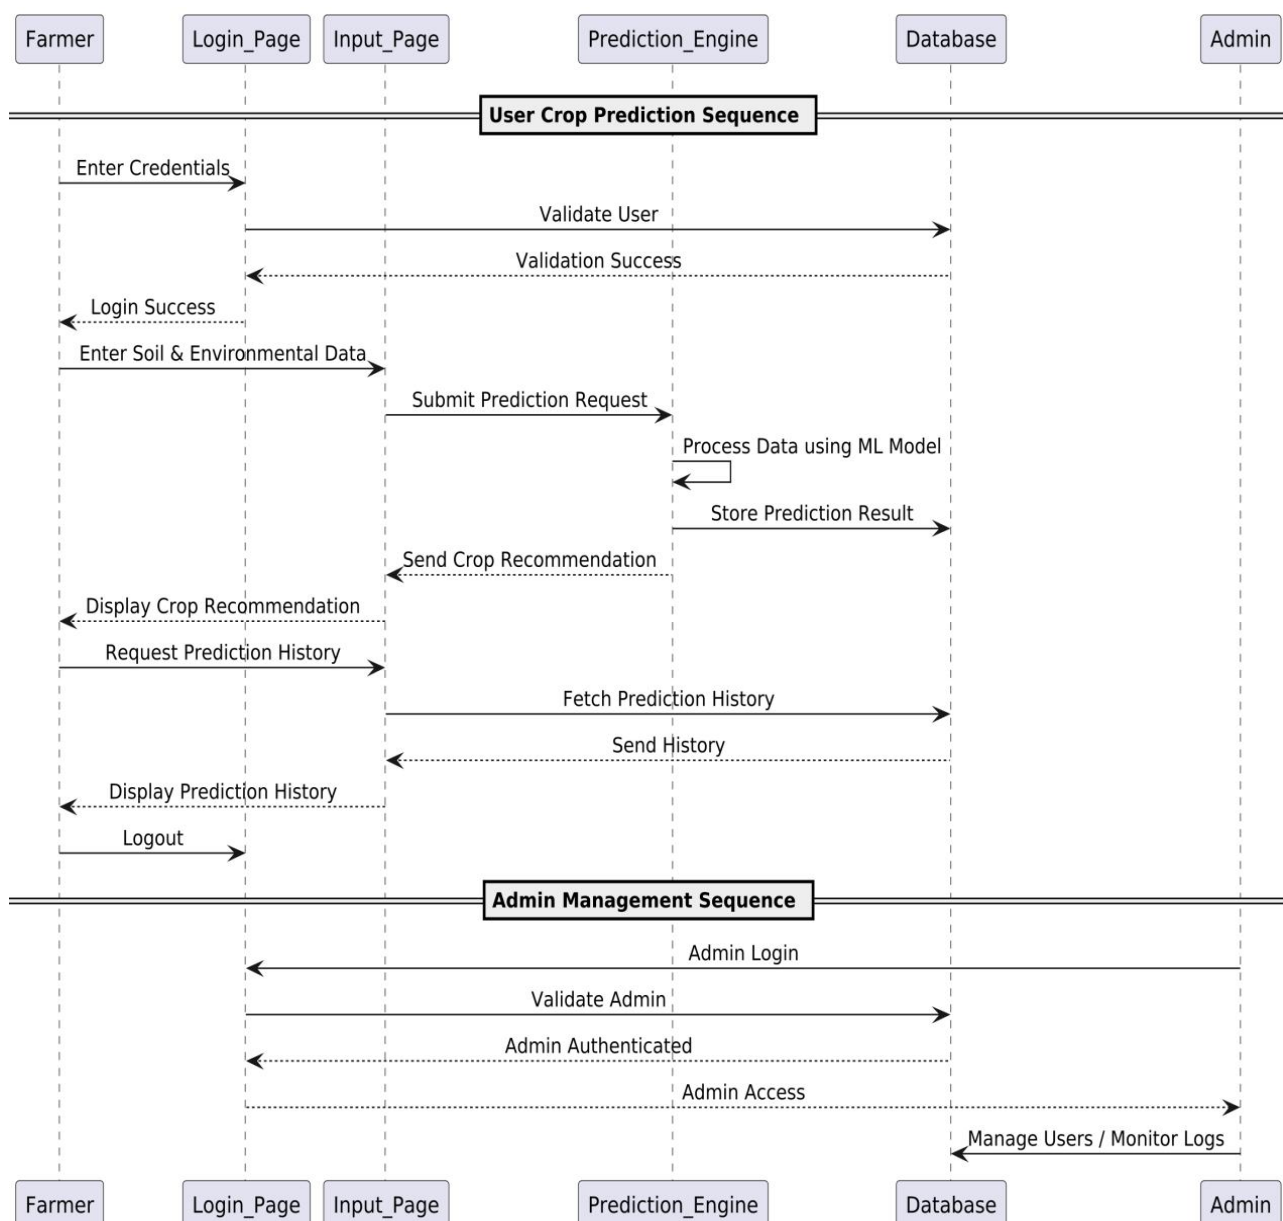 Farmer Login_Page Input_Page Prediction_Engine Database Admin
User Crop Prediction Sequence
Enter Credentials
Validate User
Validation Success
Login Success
Enter Soil & Environmental Data
Submit Prediction Request
Process Data using ML Model
Store Prediction Result
Send Crop Recommendation
Display Crop Recommendation
Request Prediction History
Fetch Prediction History
Send History
Display Prediction History
Logout
Admin Management Sequence
Admin Login
Validate Admin
Admin Authenticated
Admin Access
Manage Users / Monitor Logs
Farmer Login_Page Input_Page Prediction_Engine Database Admin